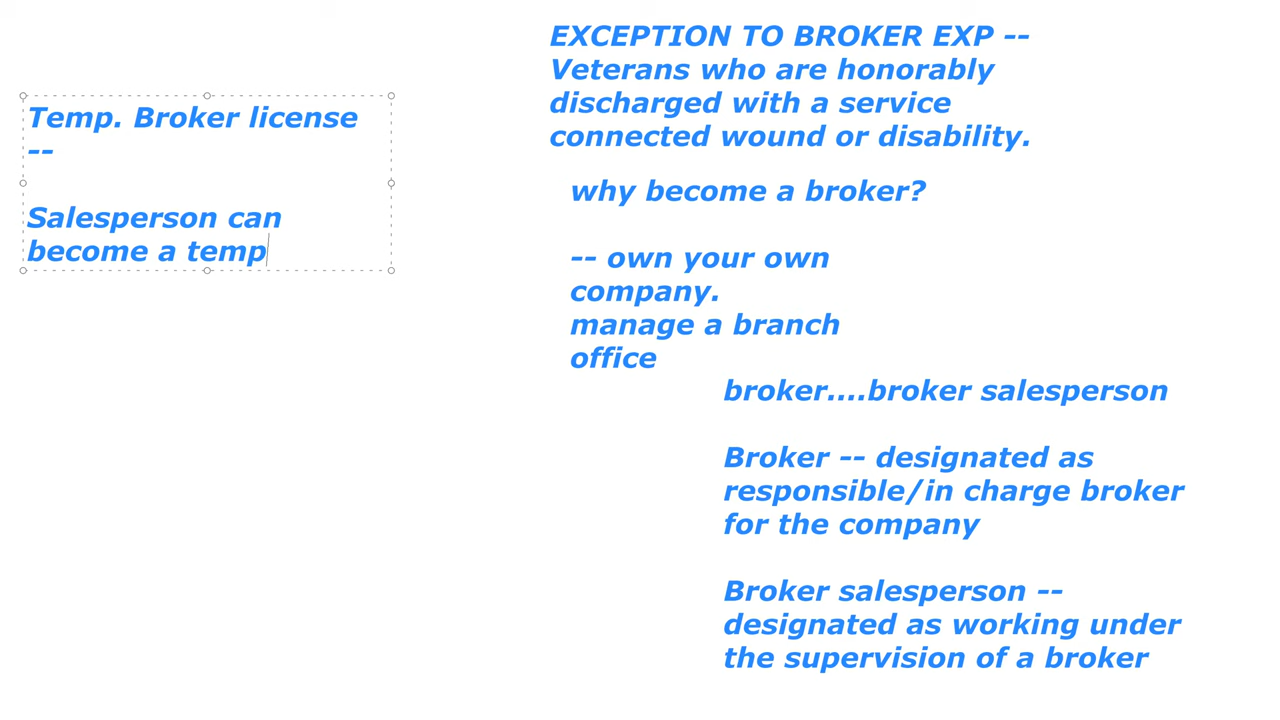 Temp. Broker license
--
Salesperson can
become a temp
EXCEPTION TO BROKER EXP --
Veterans who are honorably
discharged with a service
connected wound or disability.
why become a broker?
-- own your own
company.
manage a branch
office
broker....broker salesperson
Broker -- designated as
responsible/in charge broker
for the company
Broker salesperson --
designated as working under
the supervision of a broker